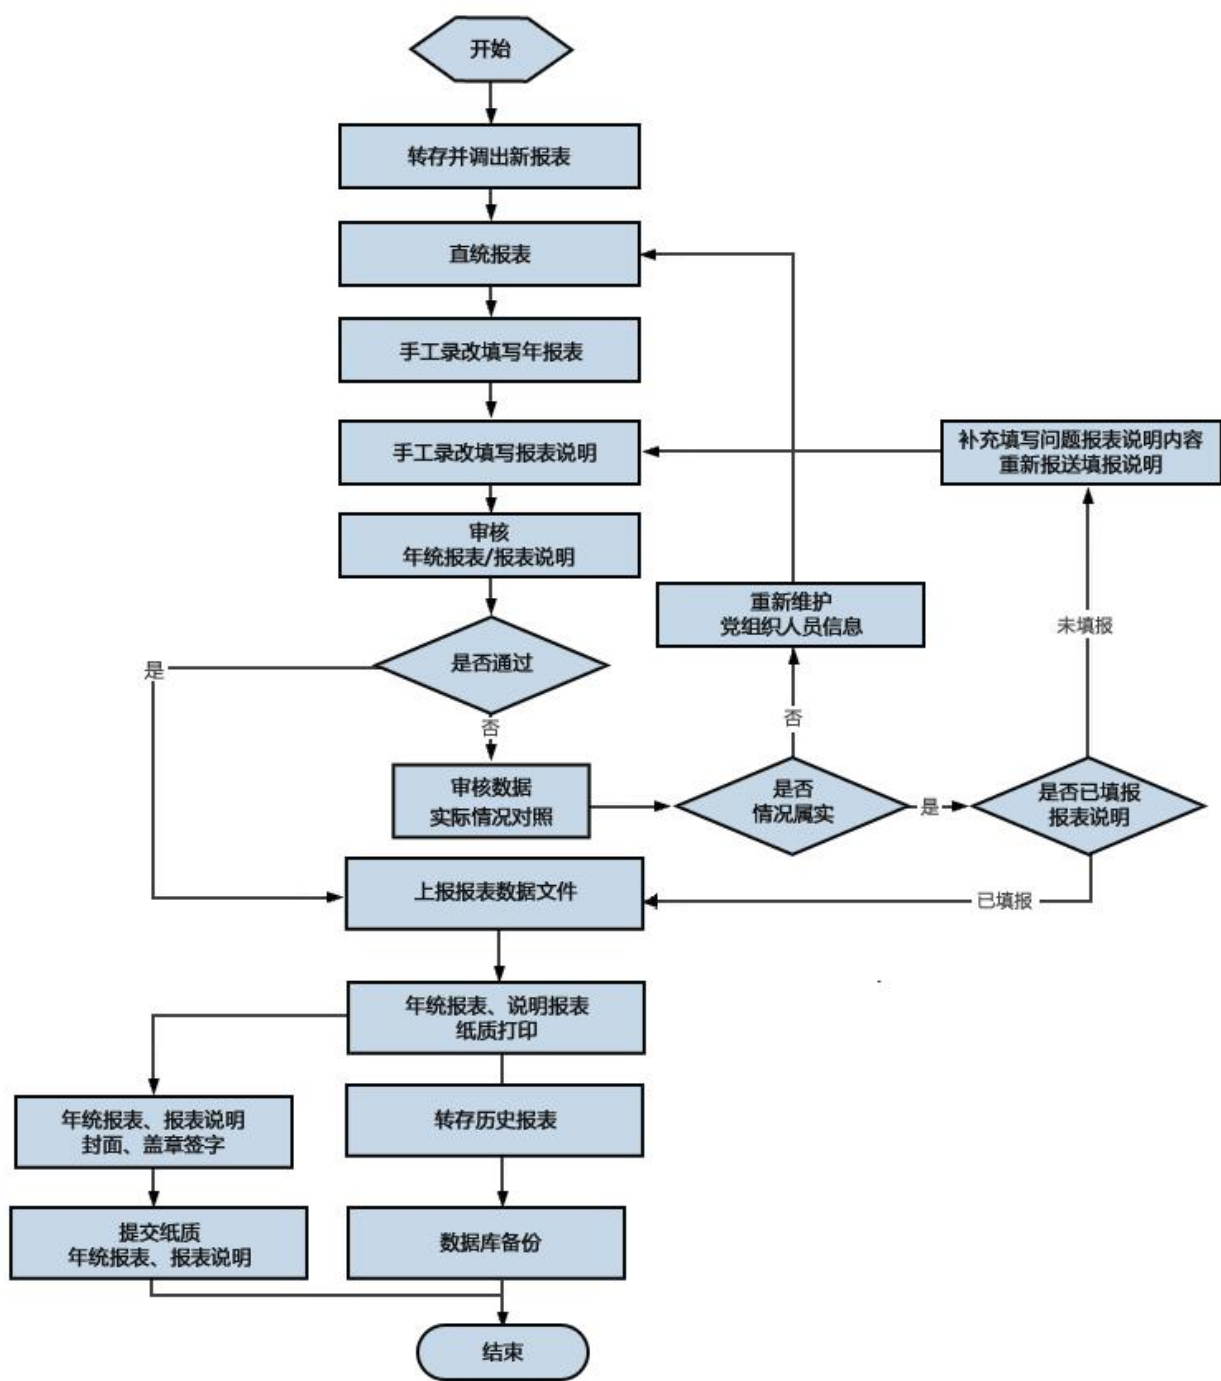 开始
转存并调出新报表
直统报表
手工录改填写年报表
手工录改填写报表说明
补充填写问题报表说明内容
重新报送填报说明
审核
年统报表/报表说明
重新维护
党组织人员信息
未填报
是否通过
是
否
否
审核数据
实际情况对照
是否
情况属实
是
是否已填报
报表说明
上报报表数据文件
已填报
年统报表、说明报表
纸质打印
年统报表、报表说明
封面、盖章签字
转存历史报表
提交纸质
年统报表、报表说明
数据库备份
结束